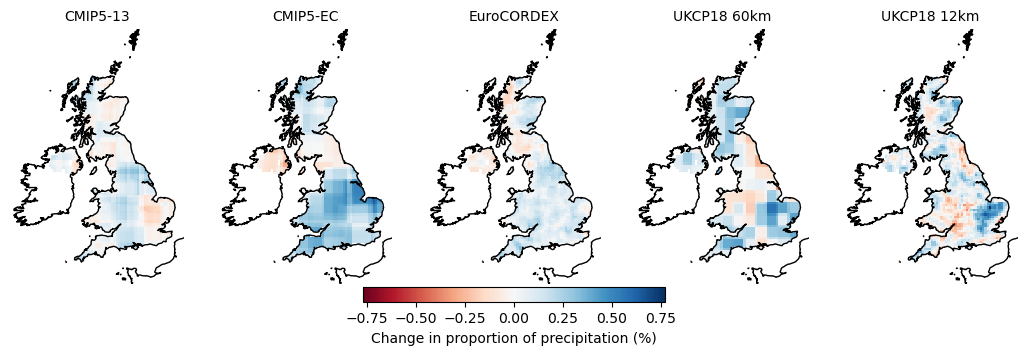 CMIP5-13 CMIP5-EC EuroCORDEX UKCP18 60km UKCP18 12km
−0.75 −0.50 −0.25 0.00 0.25 0.50 0.75
Change in proportion of precipitation (%)